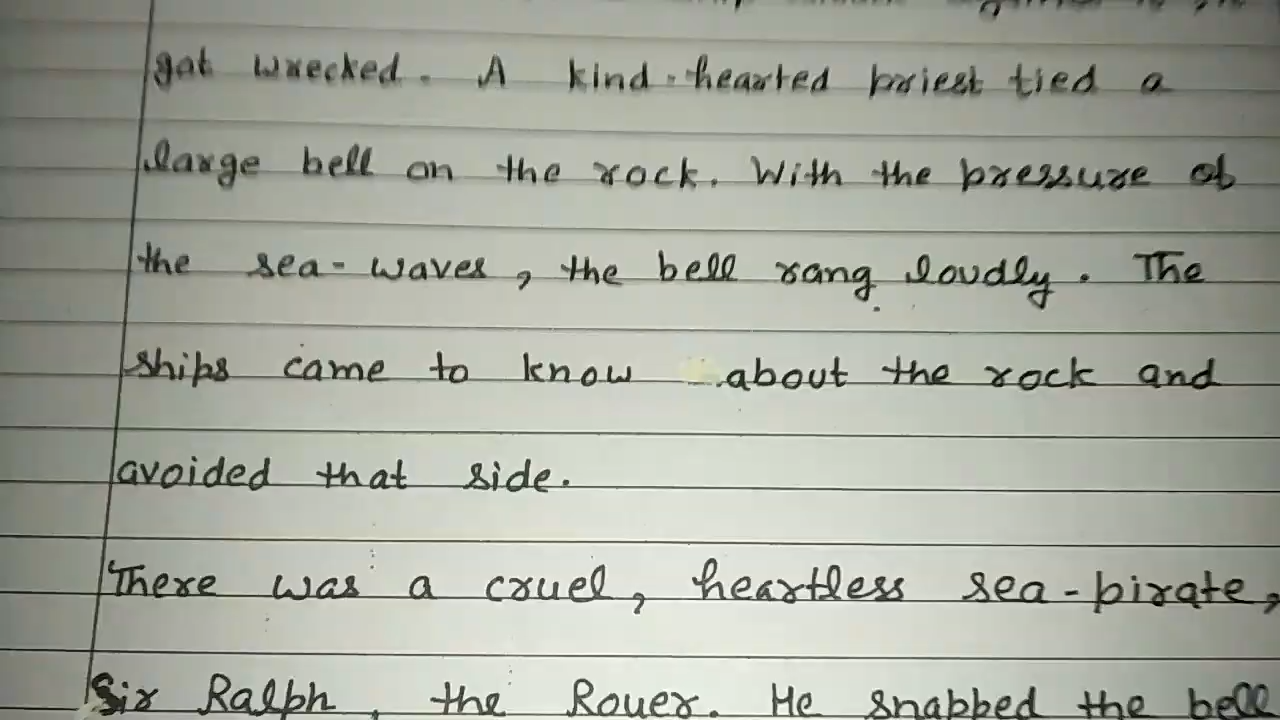 got wrecked. A kind-hearted priest tied a
large bell on the rock. With the pressure of
the sea-waves, the bell rang loudly. The
ships came to know about the rock and
avoided that side.
There was a cruel, heartless sea-pirate,
Sir Ralph, the Rover. He snapped the bell